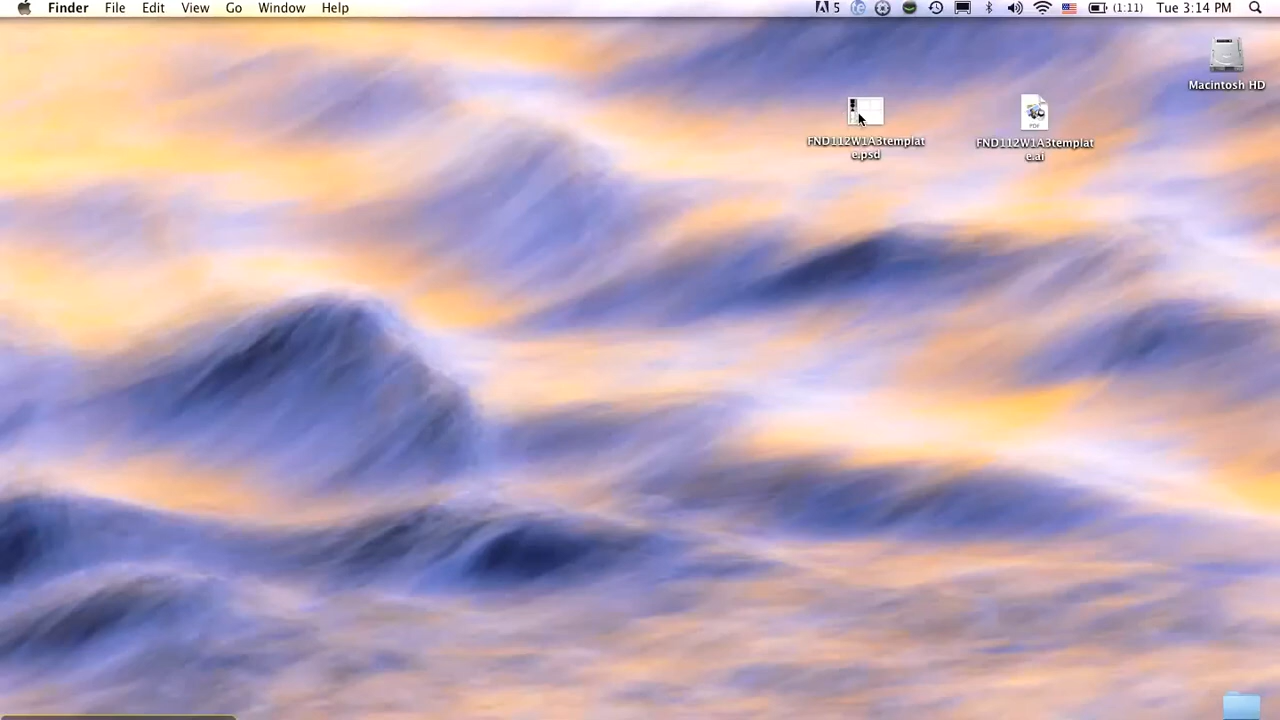 Finder File Edit View Go Window Help 5 (1:11) Tue 3:14 PM
Macintosh HD
FND112W1A3templat
e.psd
FND112W1A3templat
e.ai
PDF